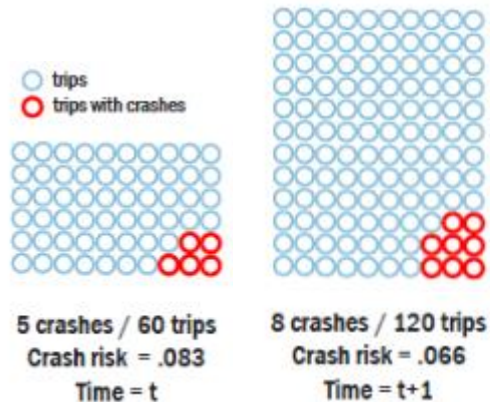 trips
trips with crashes
5 crashes / 60 trips
Crash risk = .083
Time = t
8 crashes / 120 trips
Crash risk = .066
Time = t+1